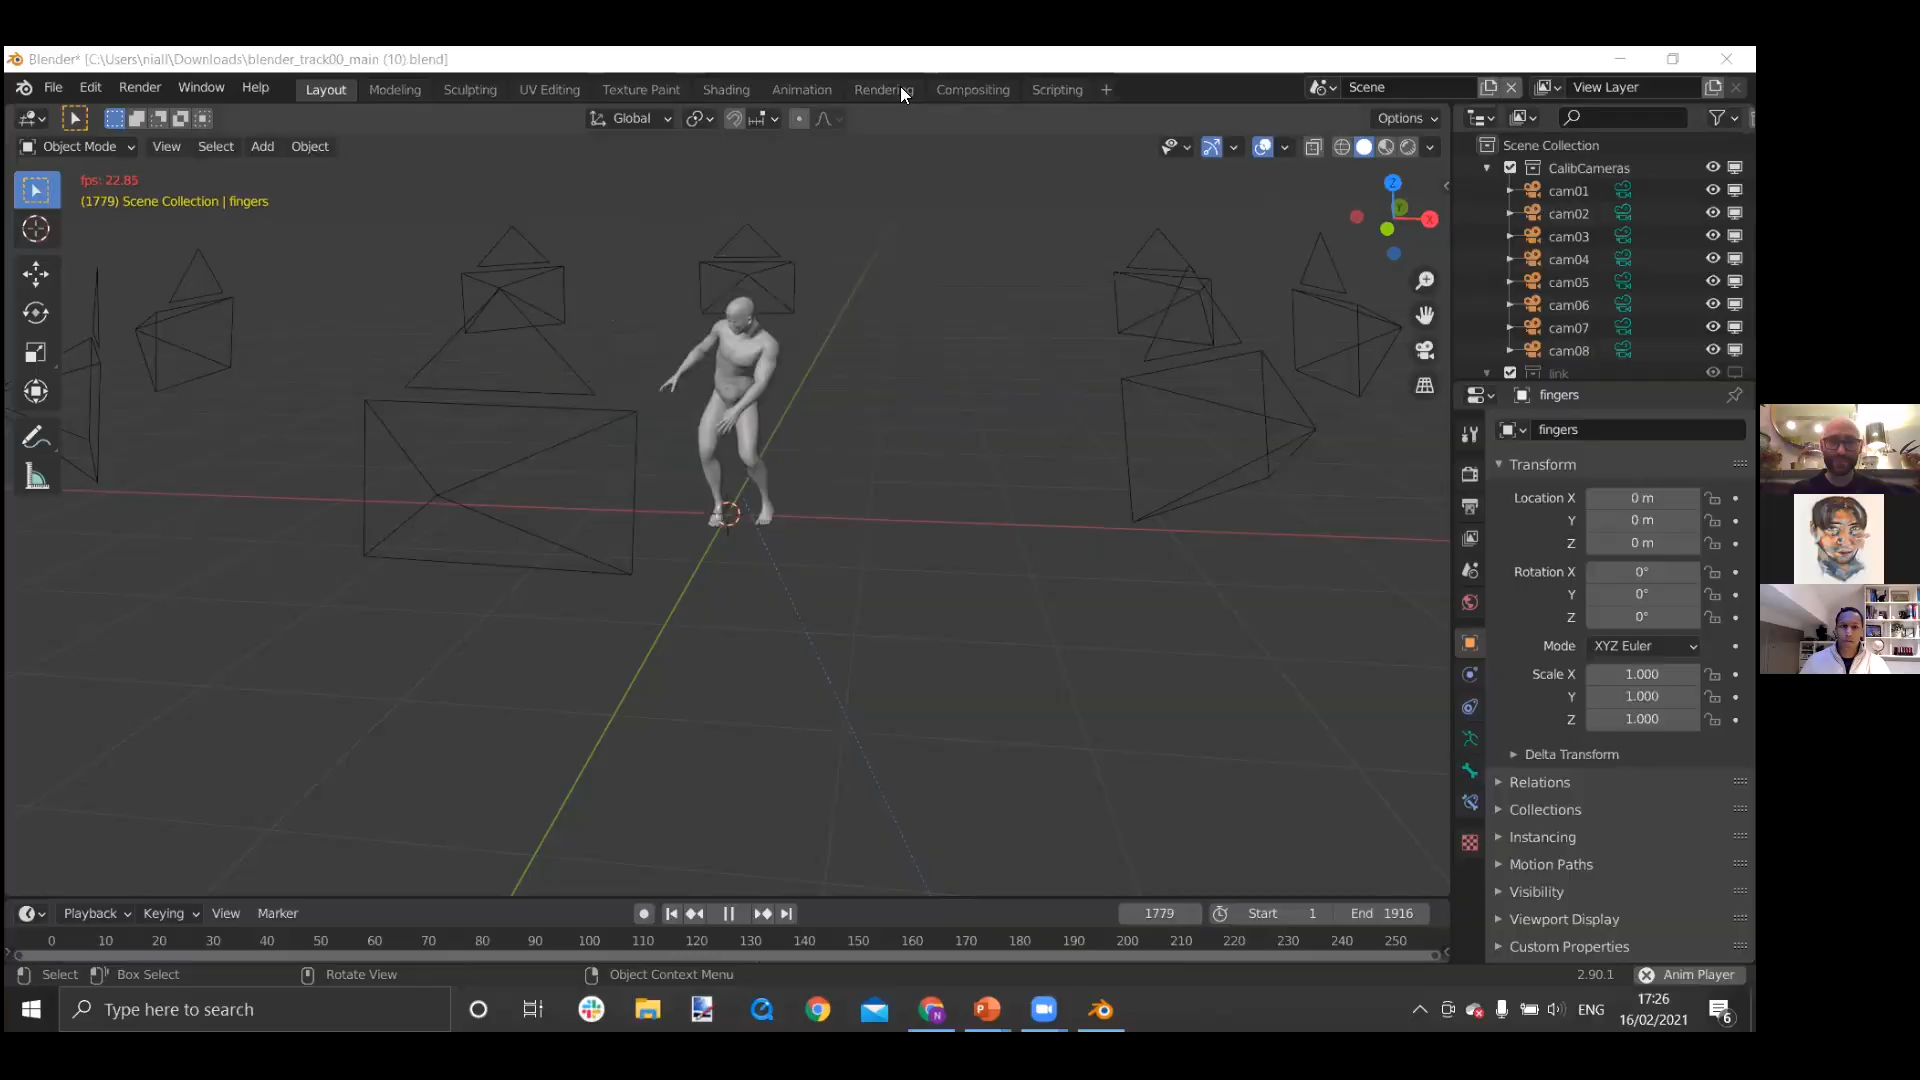 Blender* [C:\Users\niall\Downloads\blender_track00_main (10).blend]
File Edit Render Window Help Layout Modeling Sculpting UV Editing Texture Paint Shading Animation Rendering Compositing Scripting + Scene View Layer
Global Options
Object Mode View Select Add Object
Scene Collection
CalibCameras
cam01
cam02
cam03
cam04
cam05
cam06
cam07
cam08
link
fps: 22.85
(1779) Scene Collection | fingers
Z
Y
X
fingers
fingers
Transform
Location X 0 m
Y 0 m
Z 0 m
Rotation X 0°
Y 0°
Z 0°
Mode XYZ Euler
Scale X 1.000
Y 1.000
Z 1.000
Delta Transform
Relations
Collections
Instancing
Motion Paths
Visibility
Viewport Display
Custom Properties
Playback Keying View Marker 1779 Start 1 End 1916
0 10 20 30 40 50 60 70 80 90 100 110 120 130 140 150 160 170 180 190 200 210 220 230 240 250
Select Box Select Rotate View Object Context Menu 2.90.1 Anim Player
Type here to search
ENG
17:26
16/02/2021
6